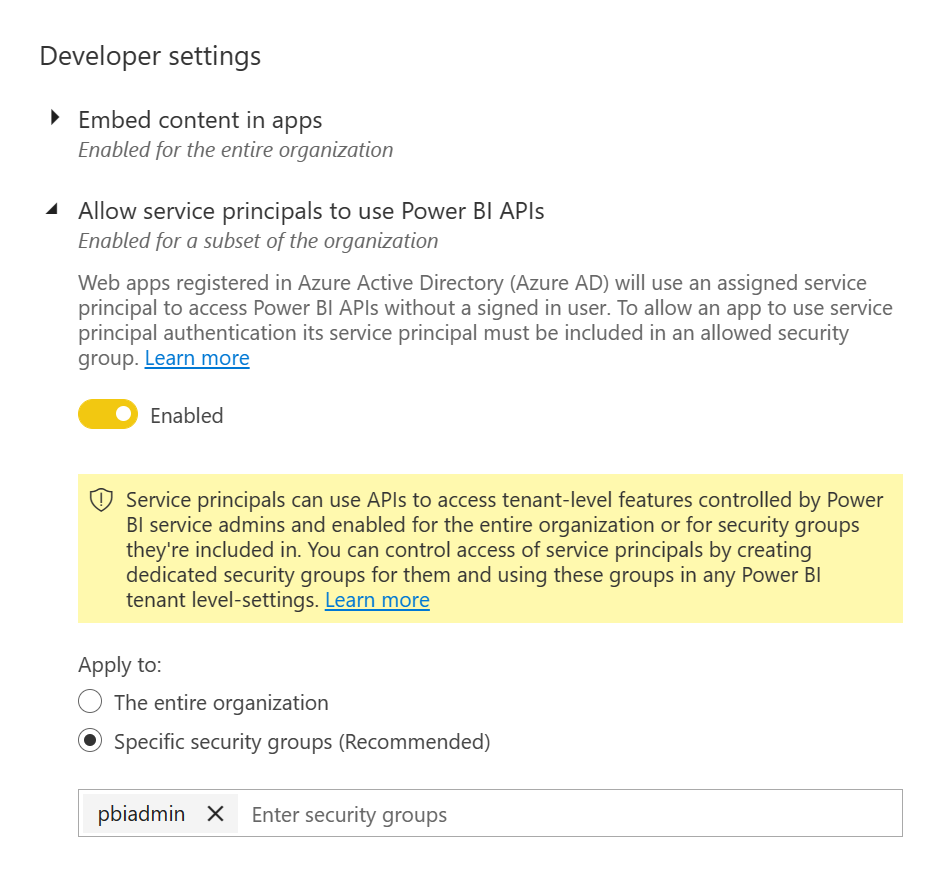 Developer settings
Embed content in apps
Enabled for the entire organization
Allow service principals to use Power BI APIs
Enabled for a subset of the organization
Web apps registered in Azure Active Directory (Azure AD) will use an assigned service
principal to access Power BI APIs without a signed in user. To allow an app to use service
principal authentication its service principal must be included in an allowed security
group. Learn more
Enabled
Service principals can use APIs to access tenant-level features controlled by Power
BI service admins and enabled for the entire organization or for security groups
they're included in. You can control access of service principals by creating
dedicated security groups for them and using these groups in any Power BI
tenant level-settings. Learn more
Apply to:
The entire organization
Specific security groups (Recommended)
pbiadmin Enter security groups